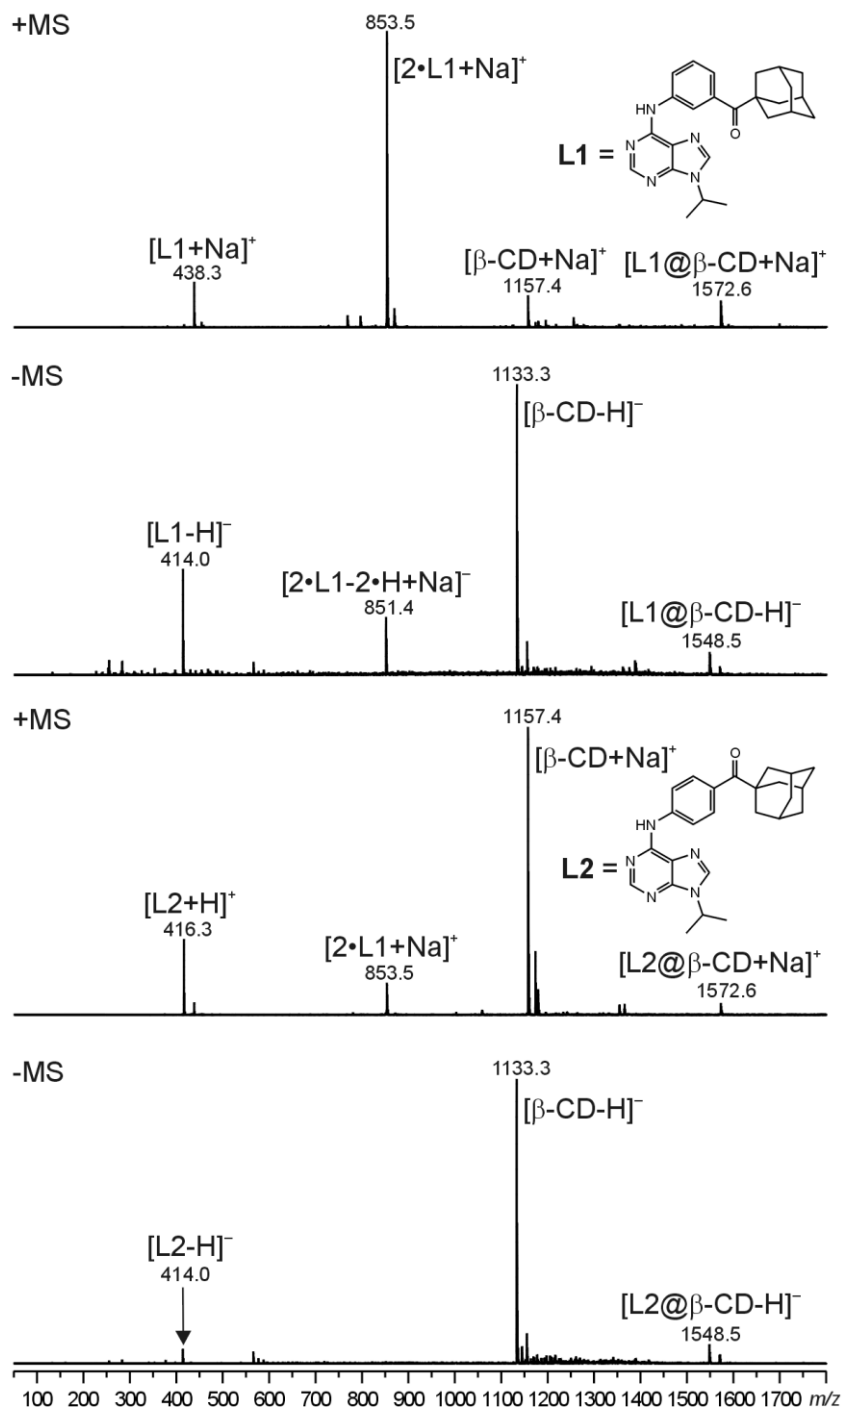 +MS
853.5
[2•L1+Na]⁺
HN
O
L1 =
N
N
N
N
[L1+Na]⁺
438.3
[β-CD+Na]⁺
1157.4
[L1@β-CD+Na]⁺
1572.6
-MS
1133.3
[β-CD-H]⁻
[L1-H]⁻
414.0
[2•L1-2•H+Na]⁻
851.4
[L1@β-CD-H]⁻
1548.5
+MS
1157.4
[β-CD+Na]⁺
O
HN
L2 =
N
N
N
N
[L2+H]⁺
416.3
[2•L1+Na]⁺
853.5
[L2@β-CD+Na]⁺
1572.6
-MS
1133.3
[β-CD-H]⁻
[L2-H]⁻
414.0
[L2@β-CD-H]⁻
1548.5
100 200 300 400 500 600 700 800 900 1000 1100 1200 1300 1400 1500 1600 1700 m/z